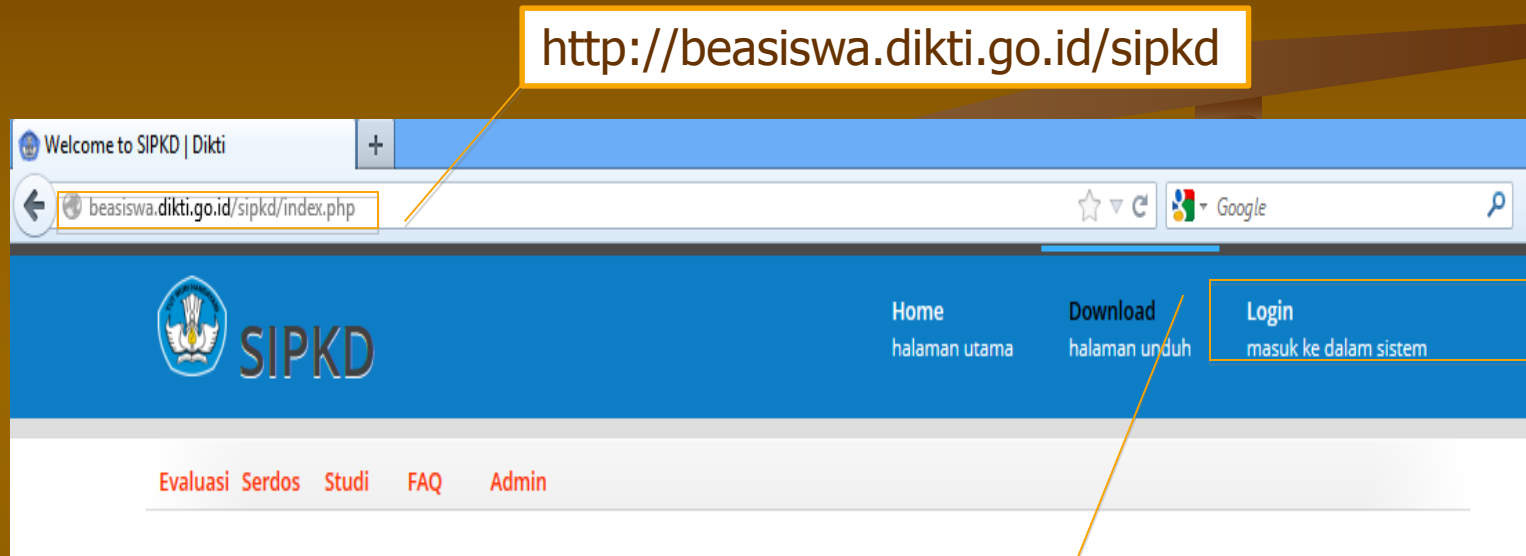 http://beasiswa.dikti.go.id/sipkd
Welcome to SIPKD | Dikti
+
beasiswa.dikti.go.id/sipkd/index.php
Google
SIPKD
Home
halaman utama
Download
halaman unduh
Login
masuk ke dalam sistem
Evaluasi Serdos Studi FAQ Admin